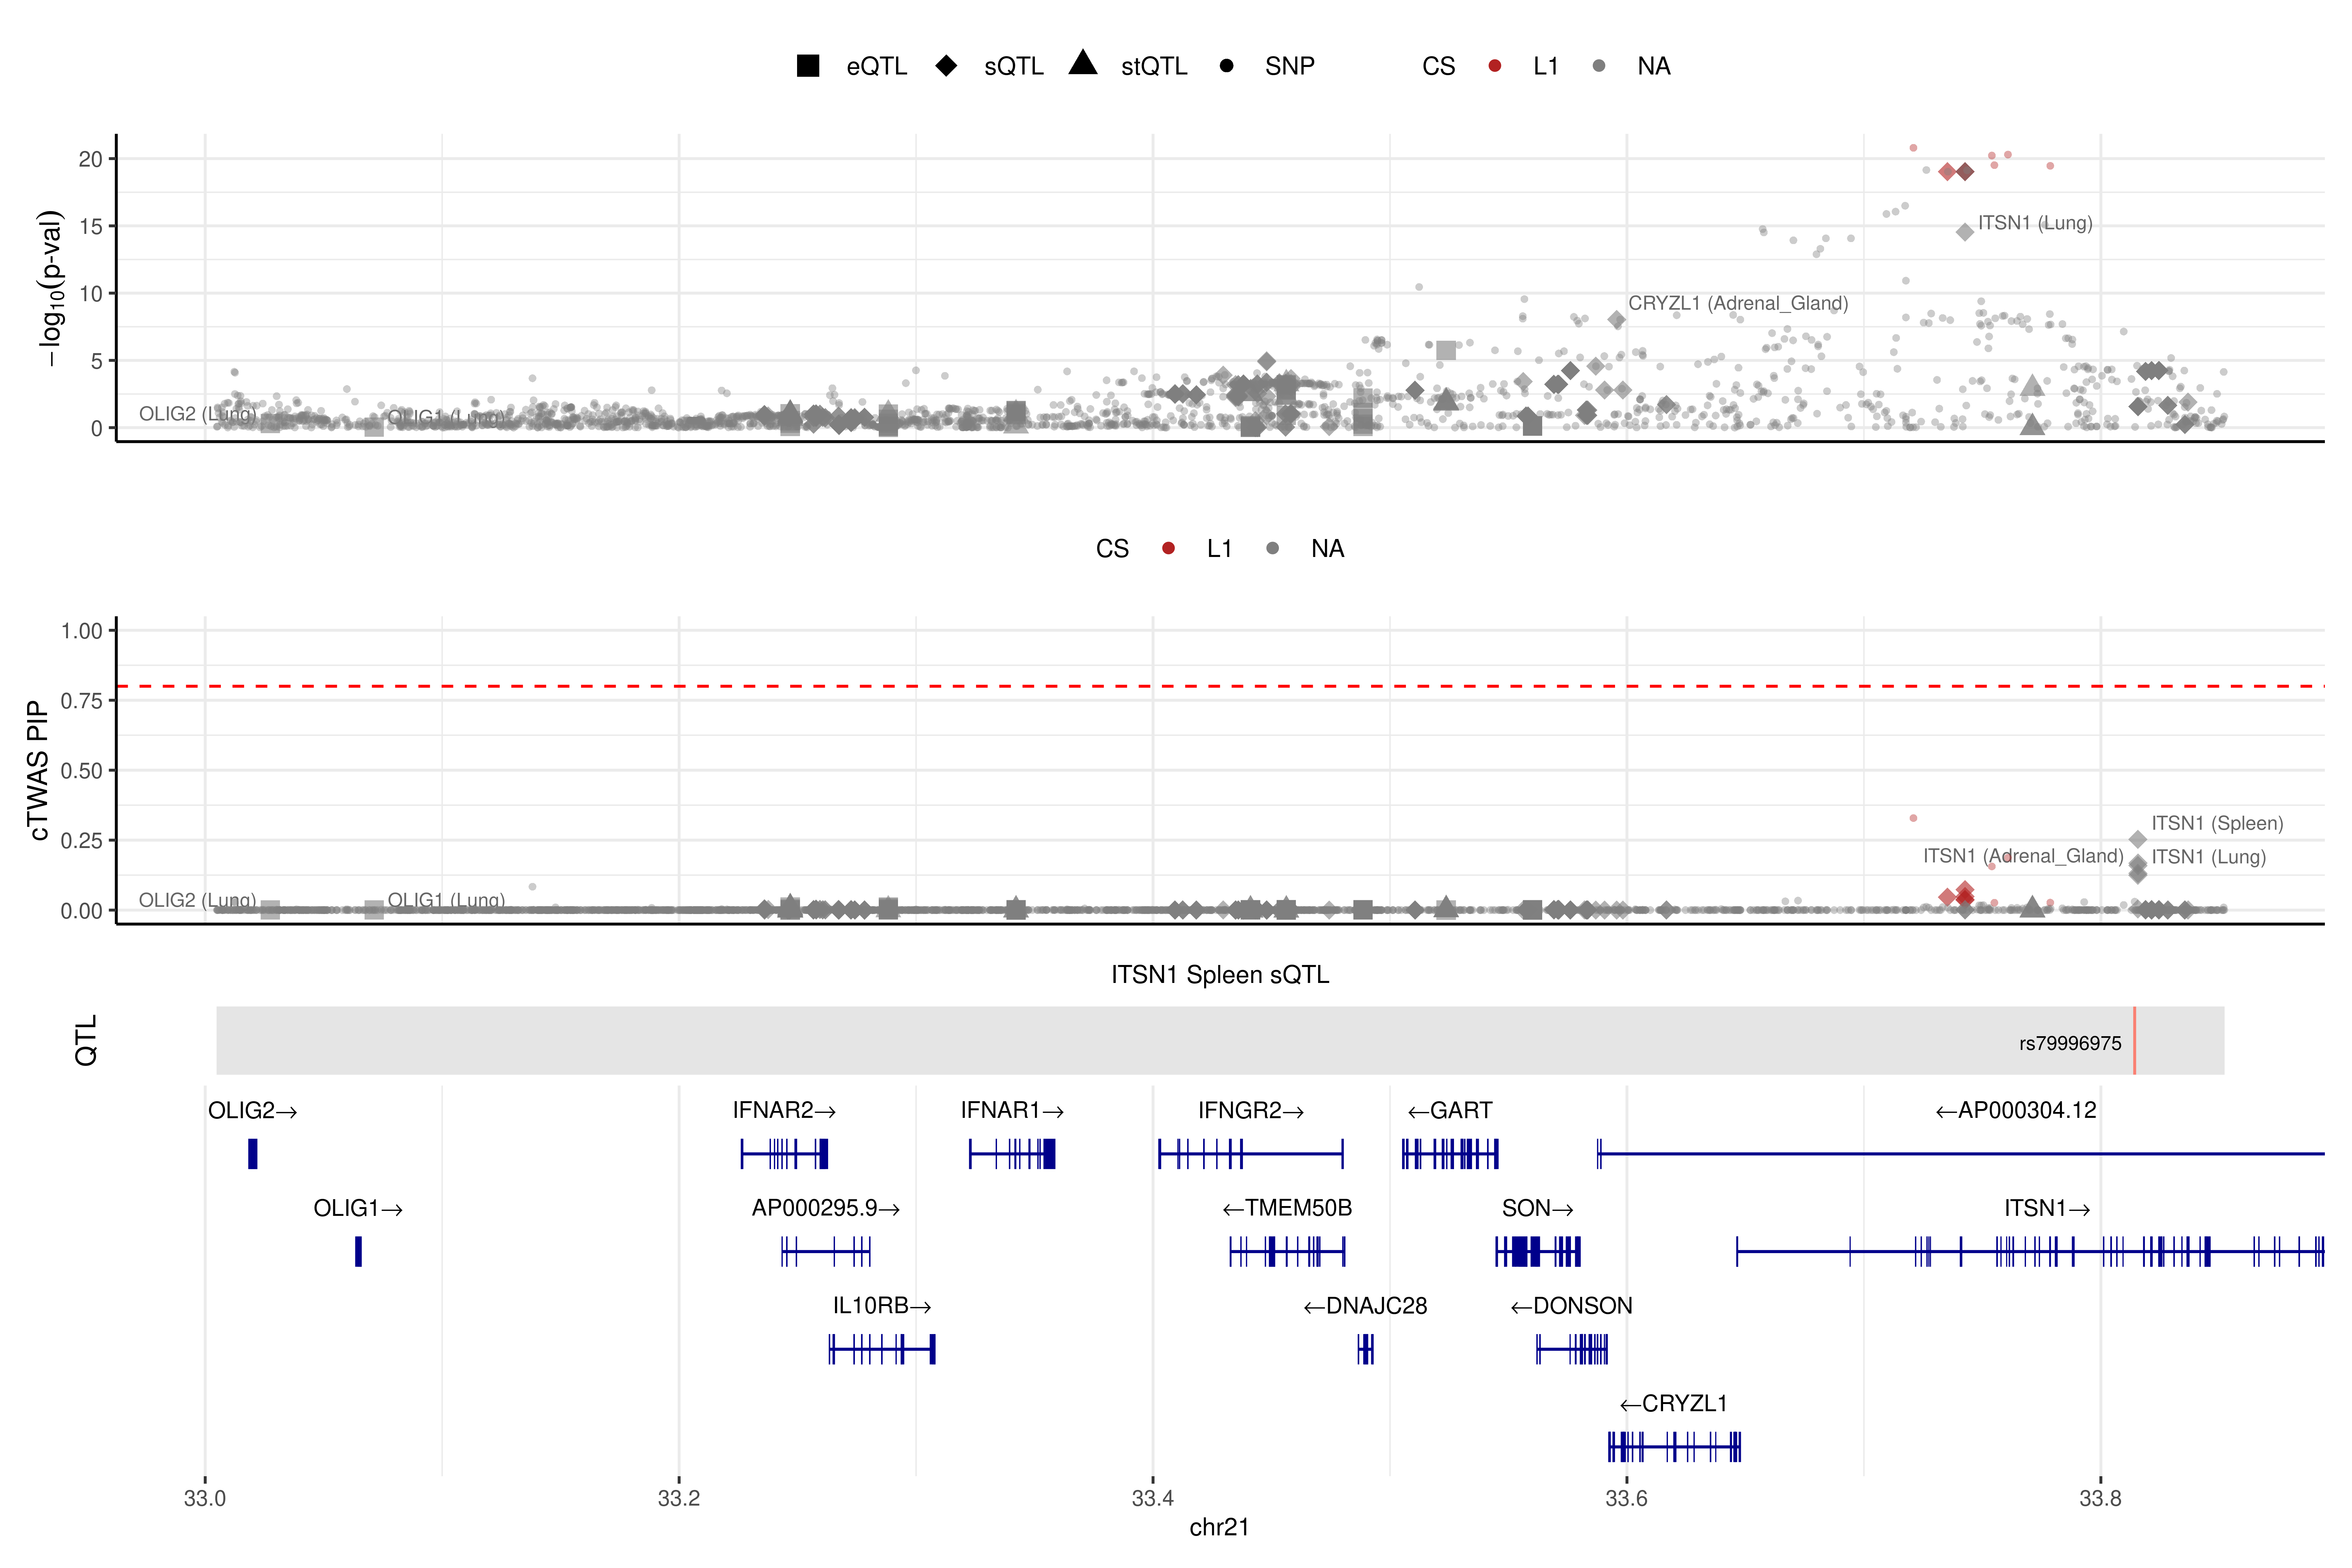 eQTL sQTL stQTL SNP CS L1 NA
20
15
10
5
0
−log10(p-val)
ITSN1 (Lung)
CRYZL1 (Adrenal_Gland)
OLIG2 (Lung)
OLIG1 (Lung)
CS L1 NA
1.00
0.75
0.50
0.25
0.00
cTWAS PIP
ITSN1 (Spleen)
ITSN1 (Adrenal_Gland)
ITSN1 (Lung)
OLIG2 (Lung)
OLIG1 (Lung)
ITSN1 Spleen sQTL
QTL
rs79996975
OLIG2→ IFNAR2→ IFNAR1→ IFNGR2→ ←GART ←AP000304.12
OLIG1→ AP000295.9→ ←TMEM50B SON→ ITSN1→
IL10RB→ ←DNAJC28 ←DONSON
←CRYZL1
33.0 33.2 33.4 33.6 33.8
chr21